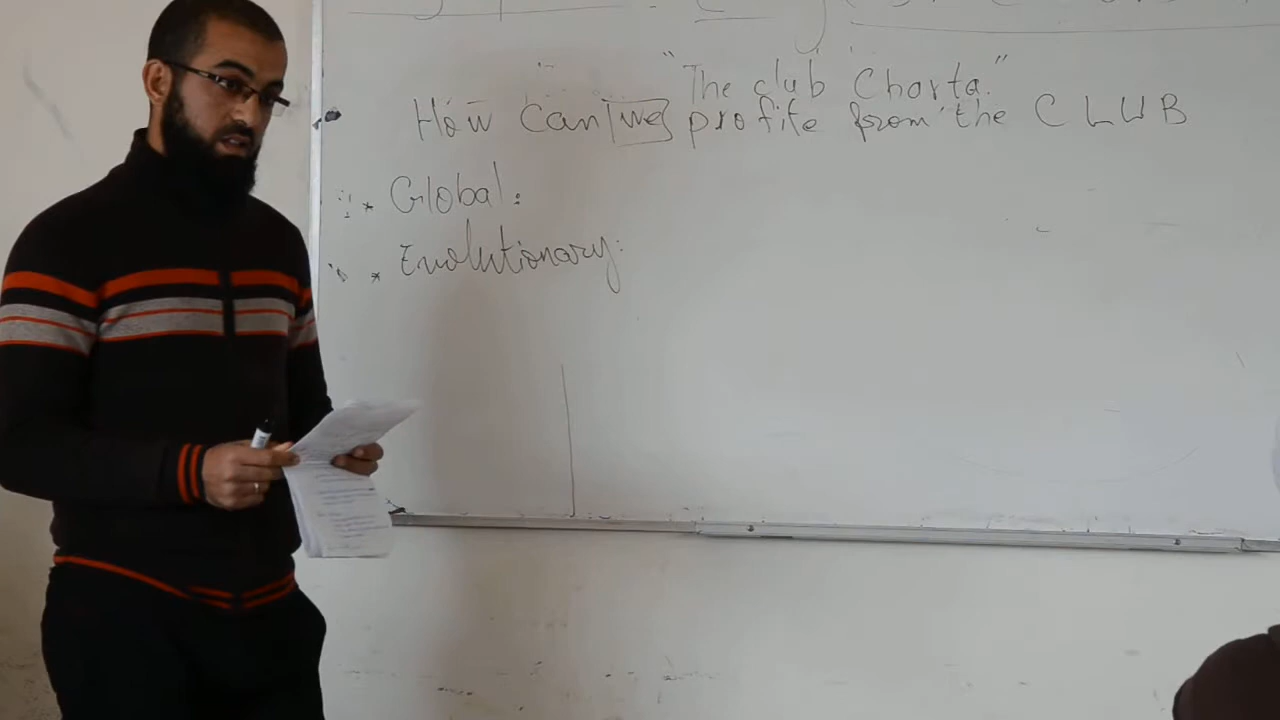 "The club Charta."
How can we profite from the CLUB
* Global:
* Evolutionary: